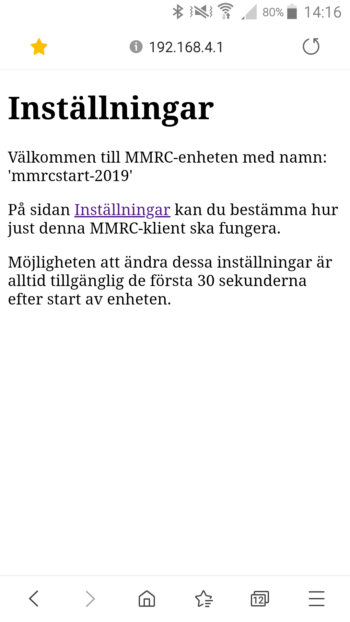 80% 14:16
192.168.4.1
Inställningar
Välkommen till MMRC-enheten med namn:
'mmrcstart-2019'
På sidan Inställningar kan du bestämma hur
just denna MMRC-klient ska fungera.
Möjligheten att ändra dessa inställningar är
alltid tillgänglig de första 30 sekunderna
efter start av enheten.
12